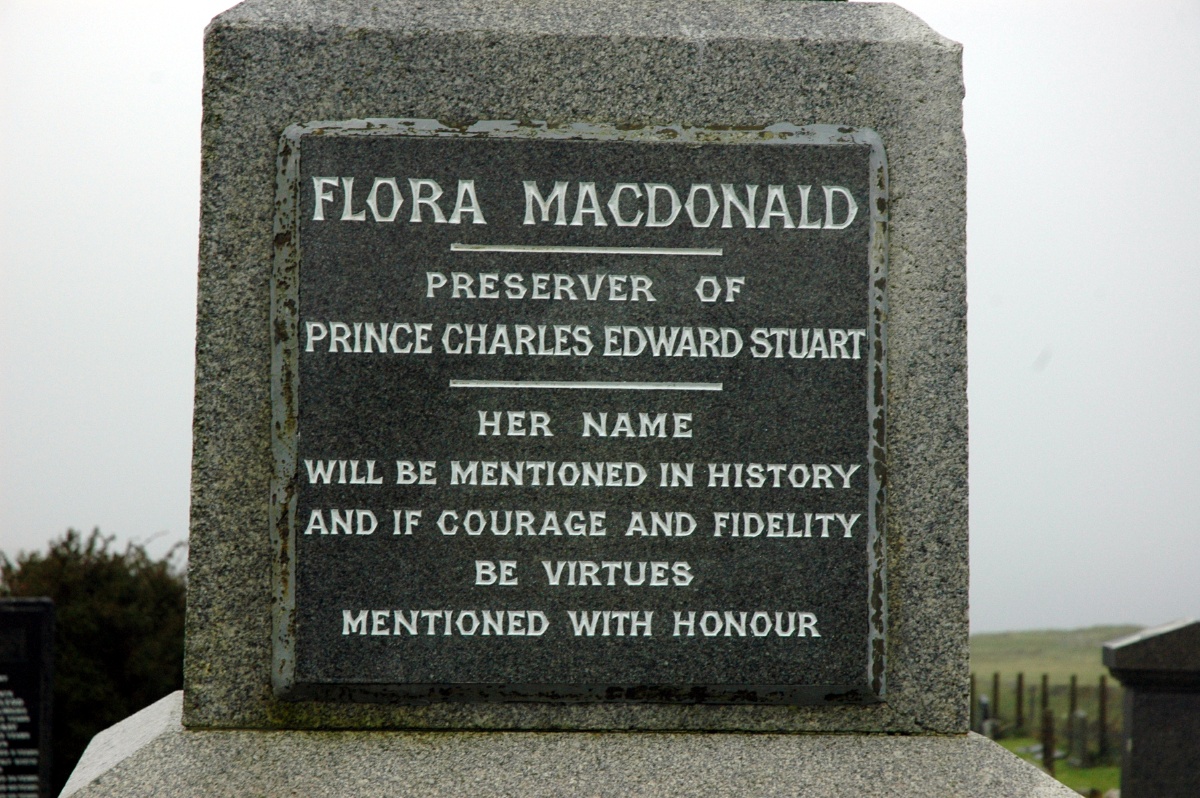 FLORA MACDONALD
PRESERVER OF
PRINCE CHARLES EDWARD STUART
HER NAME
WILL BE MENTIONED IN HISTORY
AND IF COURAGE AND FIDELITY
BE VIRTUES
MENTIONED WITH HONOUR